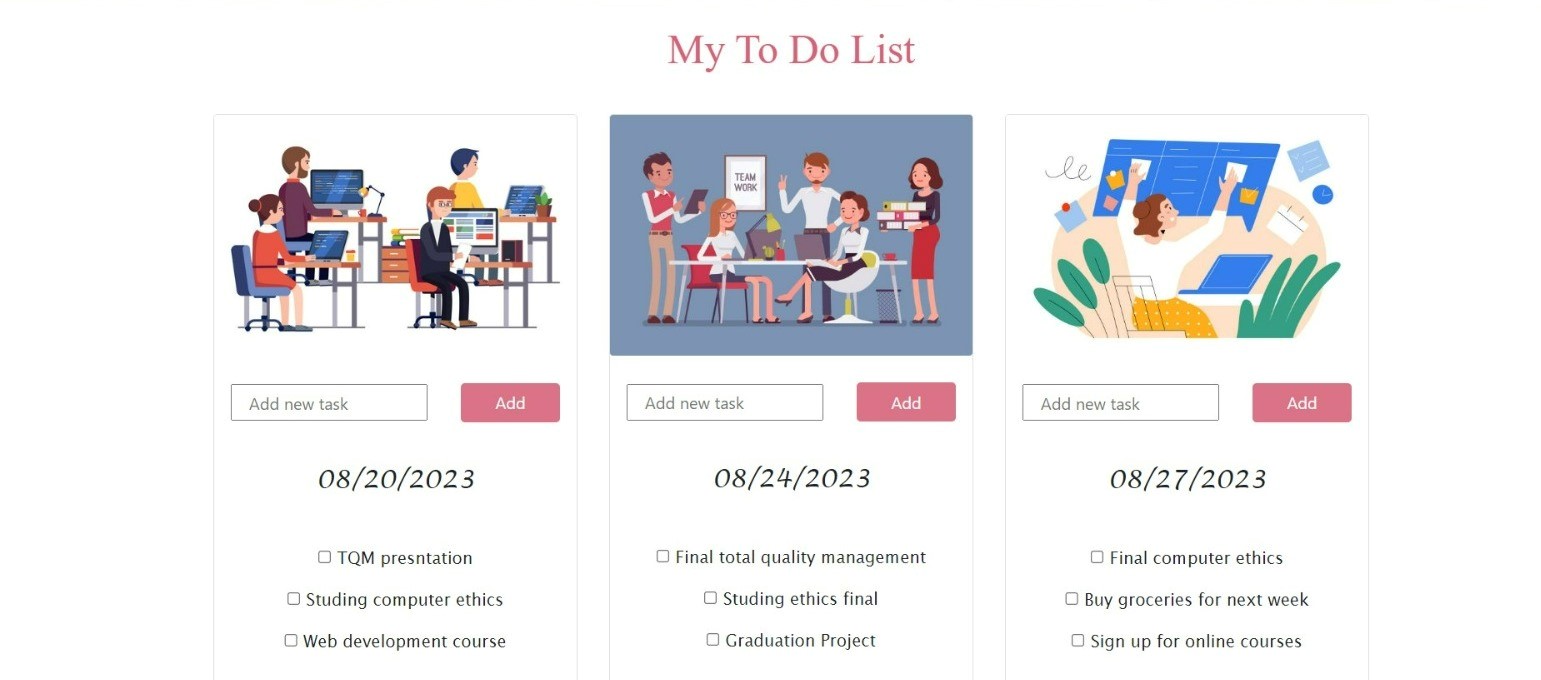 My To Do List
TEAM
WORK
Add new task
Add
08/20/2023
TQM presntation
Studing computer ethics
Web development course
Add new task
Add
08/24/2023
Final total quality management
Studing ethics final
Graduation Project
Add new task
Add
08/27/2023
Final computer ethics
Buy groceries for next week
Sign up for online courses